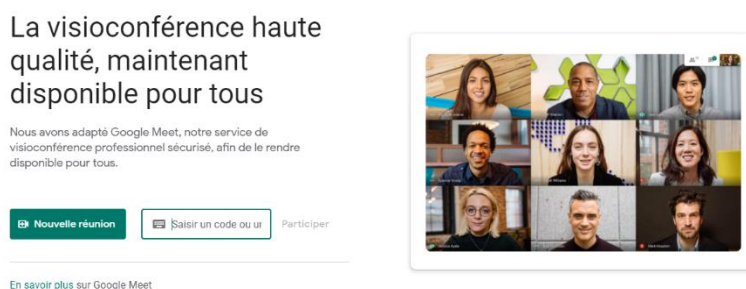 La visioconférence haute
qualité, maintenant
disponible pour tous
Nous avons adapté Google Meet, notre service de
visioconférence professionnel sécurisé, afin de le rendre
disponible pour tous.
Nouvelle réunion
Saisir un code ou ur
Participer
En savoir plus sur Google Meet